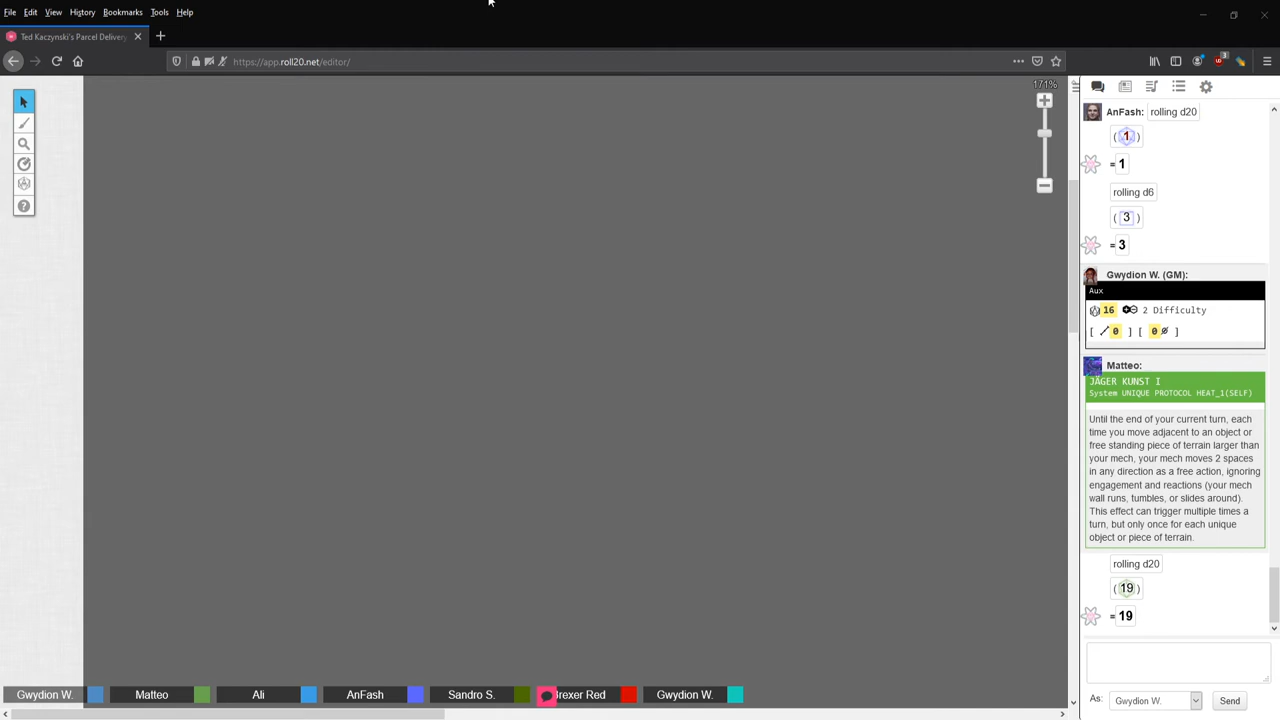 File Edit View History Bookmarks Tools Help
Ted Kaczynski's Parcel Delivery
https://app.roll20.net/editor/
171%
AnFash: rolling d20
(1)
=1
rolling d6
(3)
=3
Gwydion W. (GM):
Aux
16 2 Difficulty
[ 0 ] [ 0 ]
Matteo:
JÄGER KUNST I
System UNIQUE PROTOCOL HEAT_1(SELF)
Until the end of your current turn, each
time you move adjacent to an object or
free standing piece of terrain larger than
your mech, your mech moves 2 spaces
in any direction as a free action, ignoring
engagement and reactions (your mech
wall runs, tumbles, or slides around).
This effect can trigger multiple times a
turn, but only once for each unique
object or piece of terrain.
rolling d20
(19)
=19
Gwydion W. Matteo Ali AnFash Sandro S. rexer Red Gwydion W.
As: Gwydion W. Send